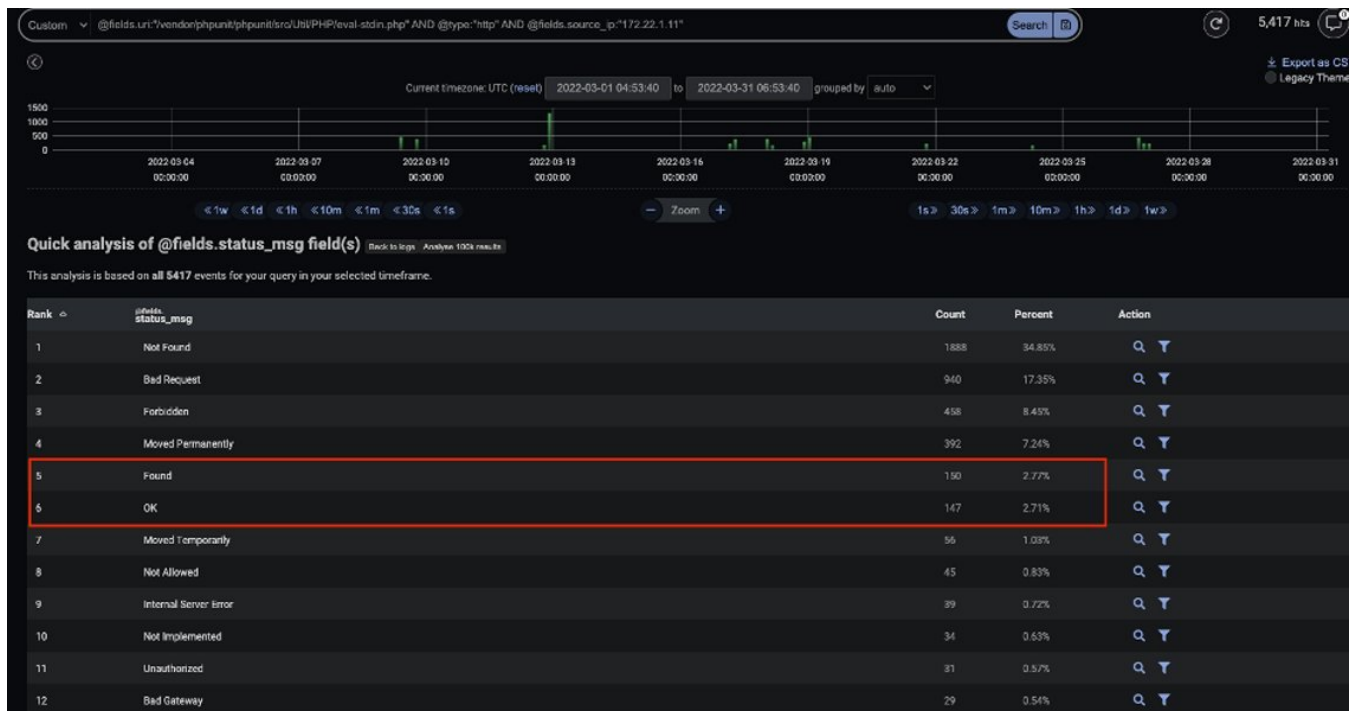 Custom @fields.uri:"/vendor/phpunit/phpunit/src/Util/PHP/eval-stdin.php" AND @type:"http" AND @fields.source_ip:"172.22.1.11" Search 5,417 hits 0
Export as CS
Legacy Theme
Current timezone: UTC (reset) 2022-03-01 04:53:40 to 2022-03-31 06:53:40 grouped by auto
1500
1000
500
0
2022-03-04 2022-03-07 2022-03-10 2022-03-13 2022-03-16 2022-03-19 2022-03-22 2022-03-25 2022-03-28 2022-03-31
00:00:00 00:00:00 00:00:00 00:00:00 00:00:00 00:00:00 00:00:00 00:00:00 00:00:00 00:00:00
≪1w ≪1d ≪1h ≪10m ≪1m ≪30s ≪1s − Zoom + 1s≫ 30s≫ 1m≫ 10m≫ 1h≫ 1d≫ 1w≫
Quick analysis of @fields.status_msg field(s) Back to logs Analyse 100k results
This analysis is based on all 5417 events for your query in your selected timeframe.
Rank @fields. status_msg Count Percent Action
1 Not Found 1888 34.85%
2 Bad Request 940 17.35%
3 Forbidden 458 8.45%
4 Moved Permanently 392 7.24%
5 Found 150 2.77%
6 OK 147 2.71%
7 Moved Temporarily 56 1.03%
8 Not Allowed 45 0.83%
9 Internal Server Error 39 0.72%
10 Not Implemented 34 0.63%
11 Unauthorized 31 0.57%
12 Bad Gateway 29 0.54%